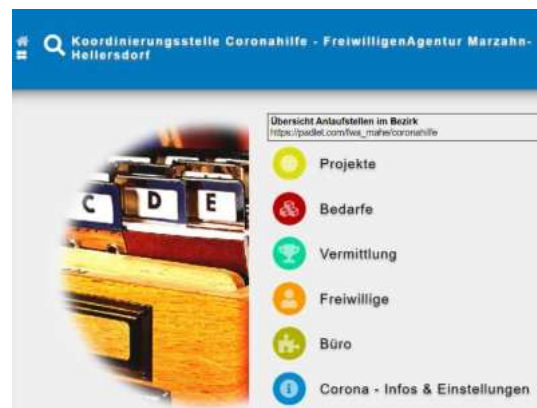 Koordinierungsstelle Coronahilfe - FreiwilligenAgentur Marzahn-
Hellersdorf
Übersicht Anlaufstellen im Bezirk
https://padlet.com/fwa_mahe/coronahilfe
C D E
Projekte
Bedarfe
Vermittlung
Freiwillige
Büro
Corona - Infos & Einstellungen